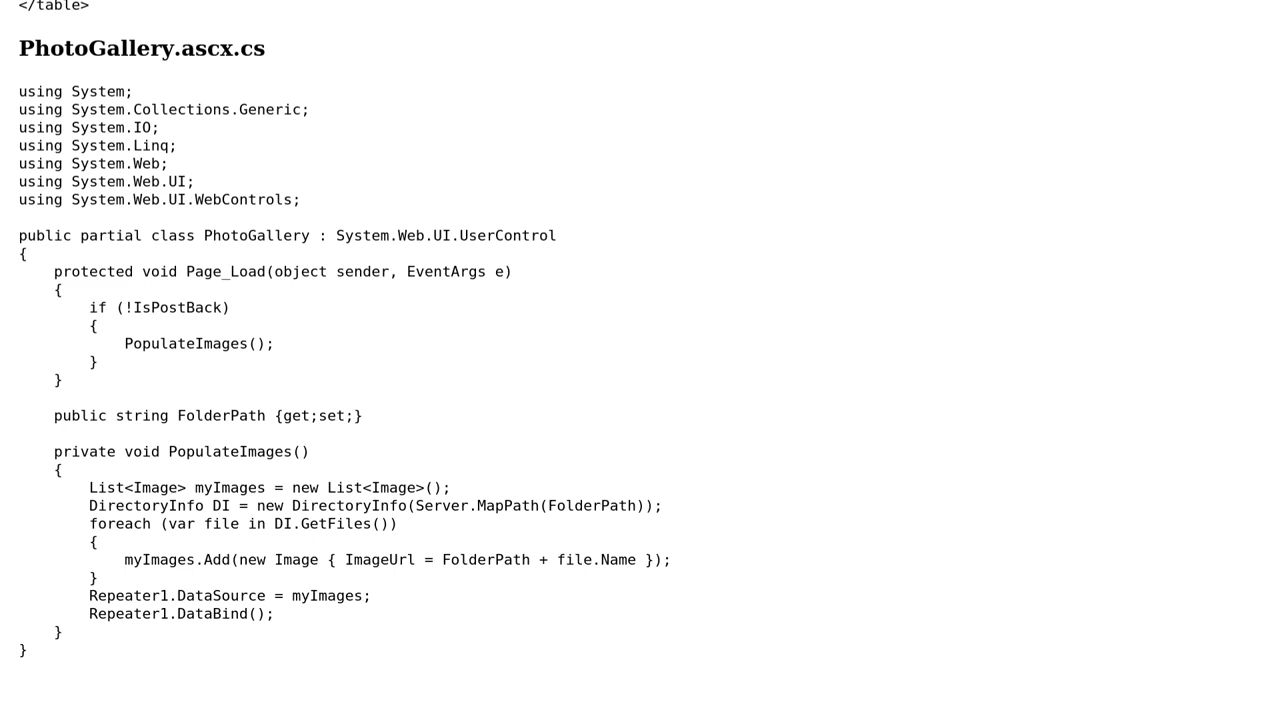 </table>
PhotoGallery.ascx.cs
using System;
using System.Collections.Generic;
using System.IO;
using System.Linq;
using System.Web;
using System.Web.UI;
using System.Web.UI.WebControls;
public partial class PhotoGallery : System.Web.UI.UserControl
{
    protected void Page_Load(object sender, EventArgs e)
    {
        if (!IsPostBack)
        {
            PopulateImages();
        }
    }
    public string FolderPath {get;set;}
    private void PopulateImages()
    {
        List<Image> myImages = new List<Image>();
        DirectoryInfo DI = new DirectoryInfo(Server.MapPath(FolderPath));
        foreach (var file in DI.GetFiles())
        {
            myImages.Add(new Image { ImageUrl = FolderPath + file.Name });
        }
        Repeater1.DataSource = myImages;
        Repeater1.DataBind();
    }
}